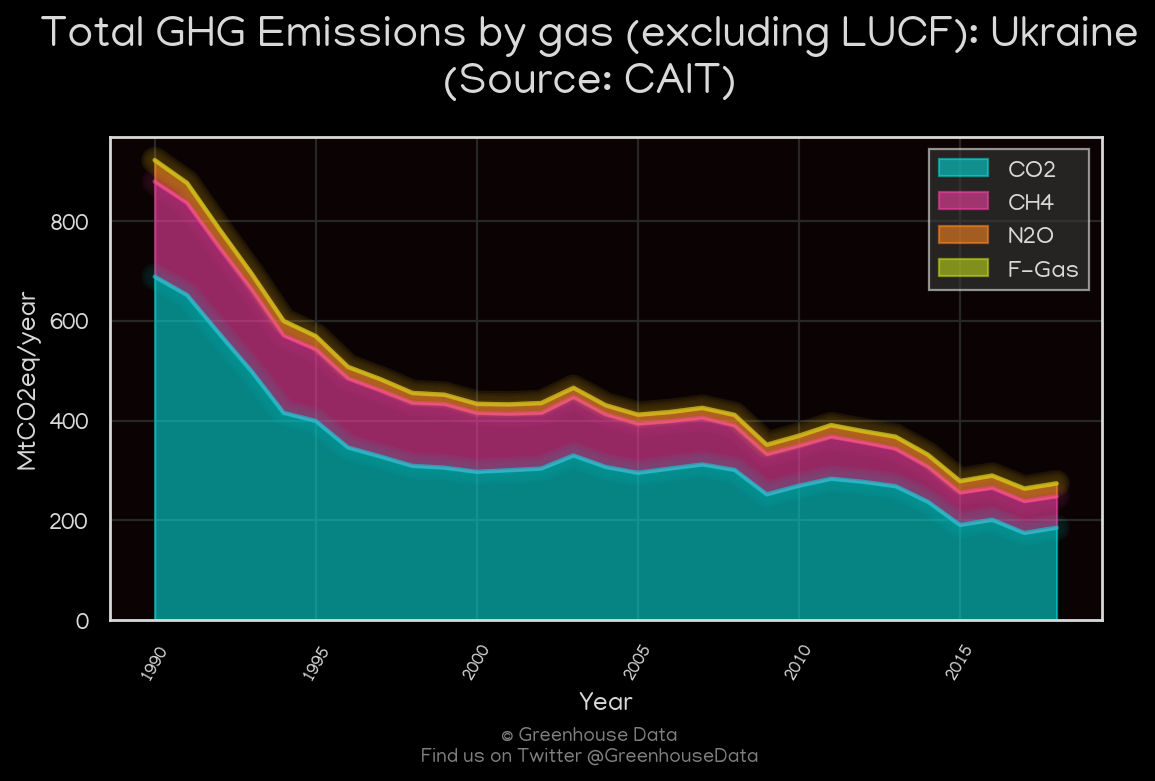 Total GHG Emissions by gas (excluding LUCF): Ukraine
(Source: CAIT)
CO2
CH4
N2O
F-Gas
MtCO2eq/year
800
600
400
200
0
1990
1995
2000
2005
2010
2015
Year
© Greenhouse Data
Find us on Twitter @GreenhouseData